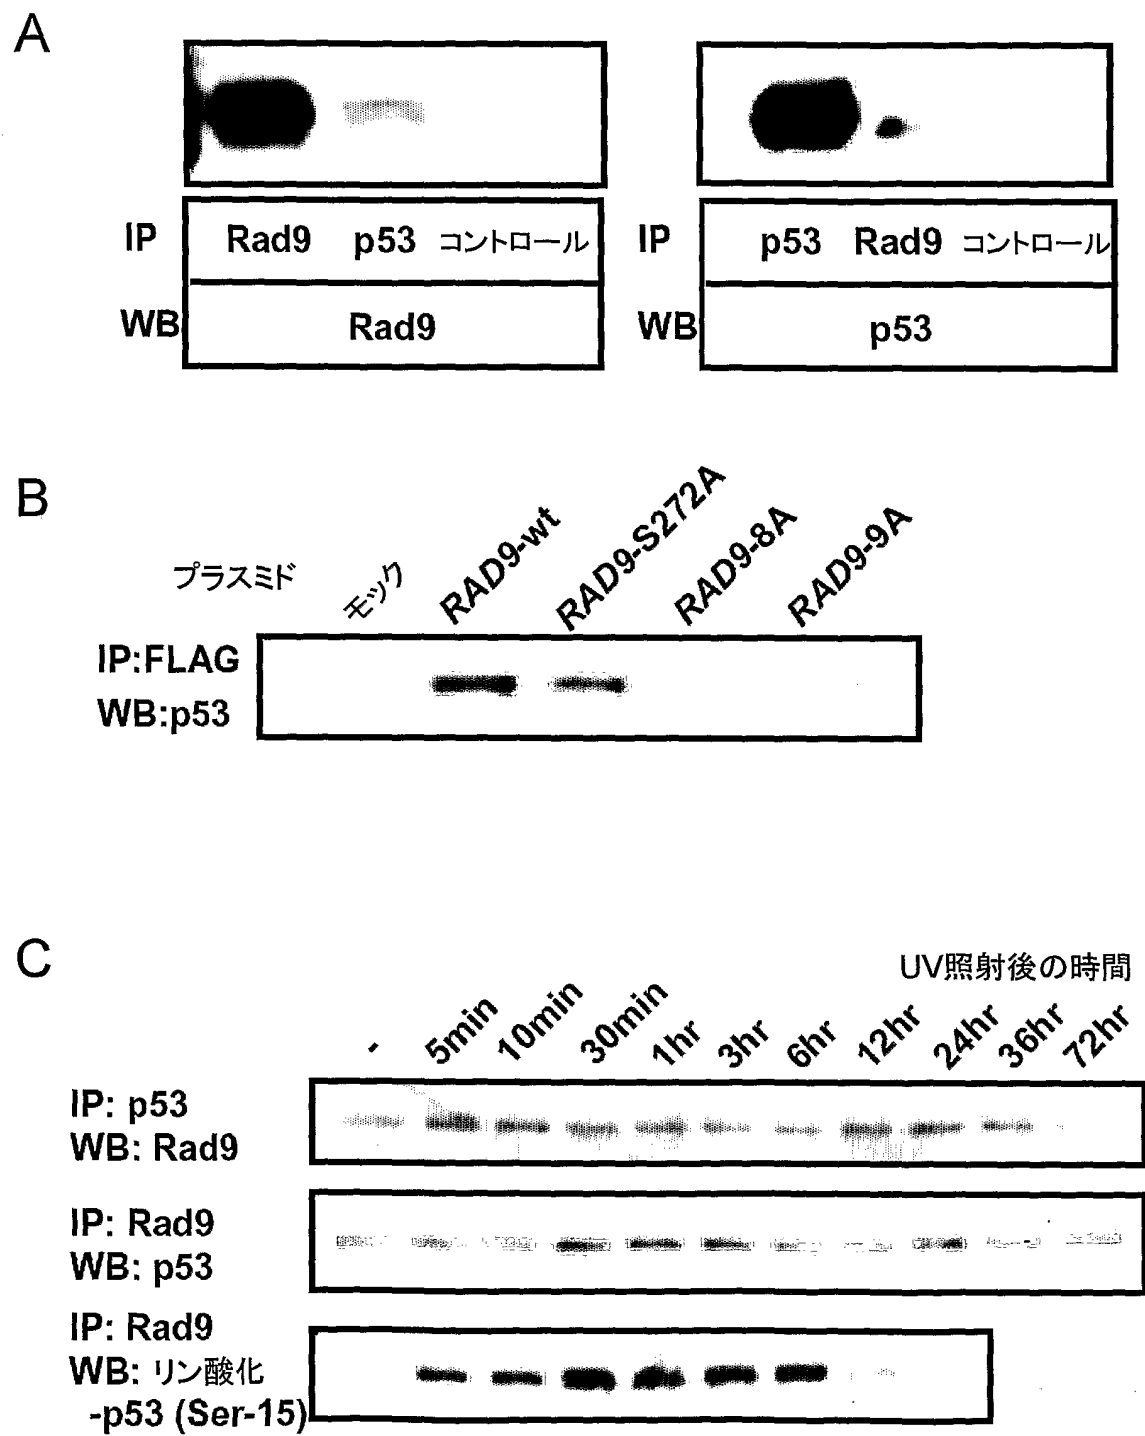 A
IP Rad9 p53 コントロール
WB Rad9
IP p53 Rad9 コントロール
WB p53
B
プラスミド モック RAD9-wt RAD9-S272A RAD9-8A RAD9-9A
IP:FLAG
WB:p53
C
UV照射後の時間
- 5min 10min 30min 1hr 3hr 6hr 12hr 24hr 36hr 72hr
IP: p53
WB: Rad9
IP: Rad9
WB: p53
IP: Rad9
WB: リン酸化
-p53 (Ser-15)